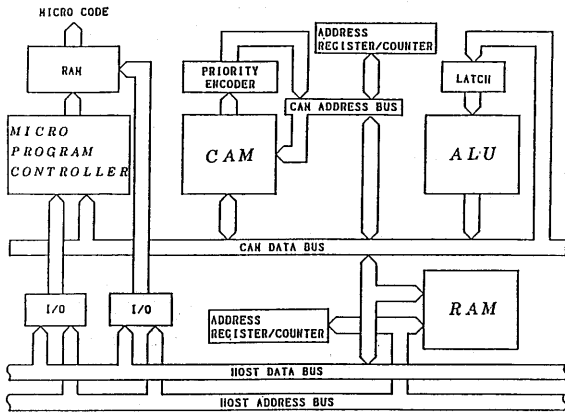 MICRO CODE
RAM
MICRO
PROGRAM
CONTROLLER
PRIORITY
ENCODER
CAM
ADDRESS
REGISTER/COUNTER
CAM ADDRESS BUS
LATCH
ALU
CAM DATA BUS
I/O
I/O
ADDRESS
REGISTER/COUNTER
RAM
HOST DATA BUS
HOST ADDRESS BUS